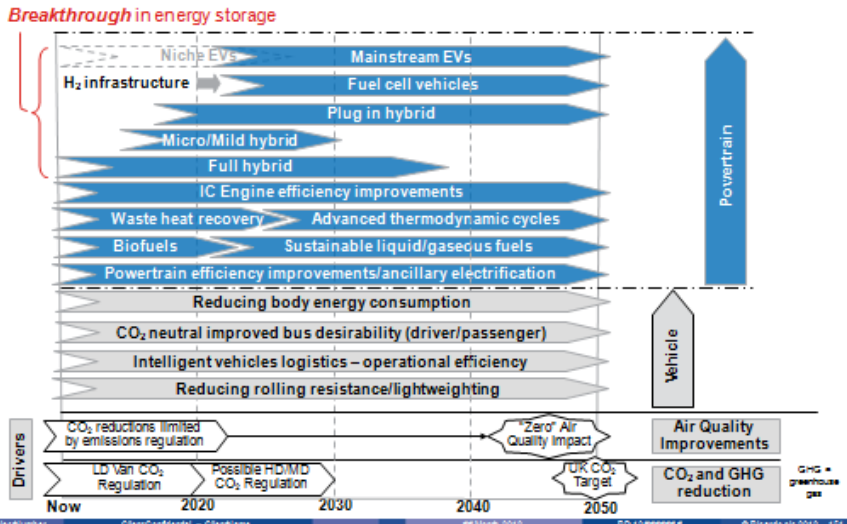 Breakthrough in energy storage
Niche EVs
Mainstream EVs
H₂ infrastructure
Fuel cell vehicles
Plug in hybrid
Micro/Mild hybrid
Full hybrid
IC Engine efficiency improvements
Waste heat recovery
Advanced thermodynamic cycles
Biofuels
Sustainable liquid/gaseous fuels
Powertrain efficiency improvements/ancillary electrification
Powertrain
Reducing body energy consumption
CO₂ neutral improved bus desirability (driver/passenger)
Intelligent vehicles logistics – operational efficiency
Reducing rolling resistance/lightweighting
Vehicle
Drivers
CO₂ reductions limited
by emissions regulation
"Zero" Air
Quality Impact
Air Quality
Improvements
LD Van CO₂
Regulation
Possible HD/MD
CO₂ Regulation
UK CO₂
Target
CO₂ and GHG
reduction
GHG =
greenhouse
gas
Now
2020
2030
2040
2050